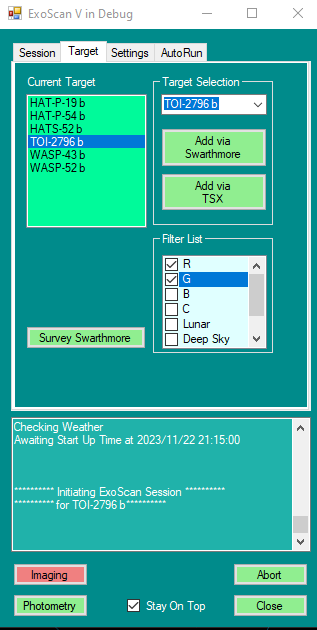 ExoScan V in Debug
Session
Target
Settings
AutoRun
Current Target
HAT-P-19 b
HAT-P-54 b
HATS-52 b
TOI-2796 b
WASP-43 b
WASP-52 b
Target Selection
TOI-2796 b
Add via
Swarthmore
Add via
TSX
Filter List
R
G
B
C
Lunar
Deep Sky
Survey Swarthmore
Checking Weather
Awaiting Start Up Time at 2023/11/22 21:15:00
********** Initiating ExoScan Session **********
********** for TOI-2796 b**********
Imaging
Abort
Photometry
Stay On Top
Close